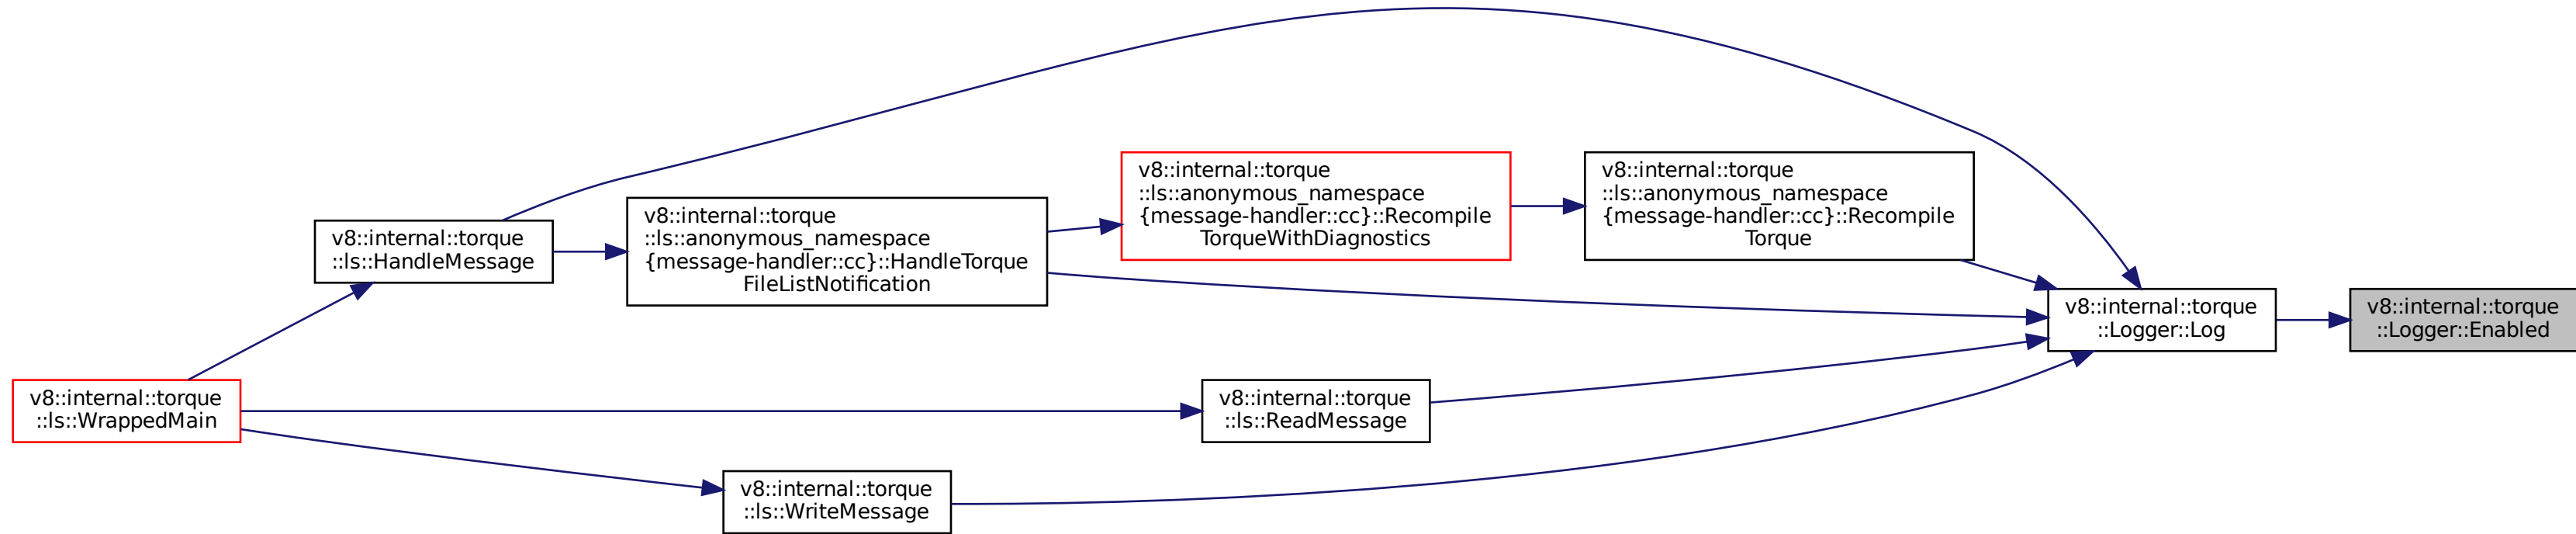 v8::internal::torque
::ls::WrappedMain
v8::internal::torque
::ls::HandleMessage
v8::internal::torque
::ls::anonymous_namespace
{message-handler::cc}::HandleTorque
FileListNotification
v8::internal::torque
::ls::WriteMessage
v8::internal::torque
::ls::anonymous_namespace
{message-handler::cc}::Recompile
TorqueWithDiagnostics
v8::internal::torque
::ls::ReadMessage
v8::internal::torque
::ls::anonymous_namespace
{message-handler::cc}::Recompile
Torque
v8::internal::torque
::Logger::Log
v8::internal::torque
::Logger::Enabled